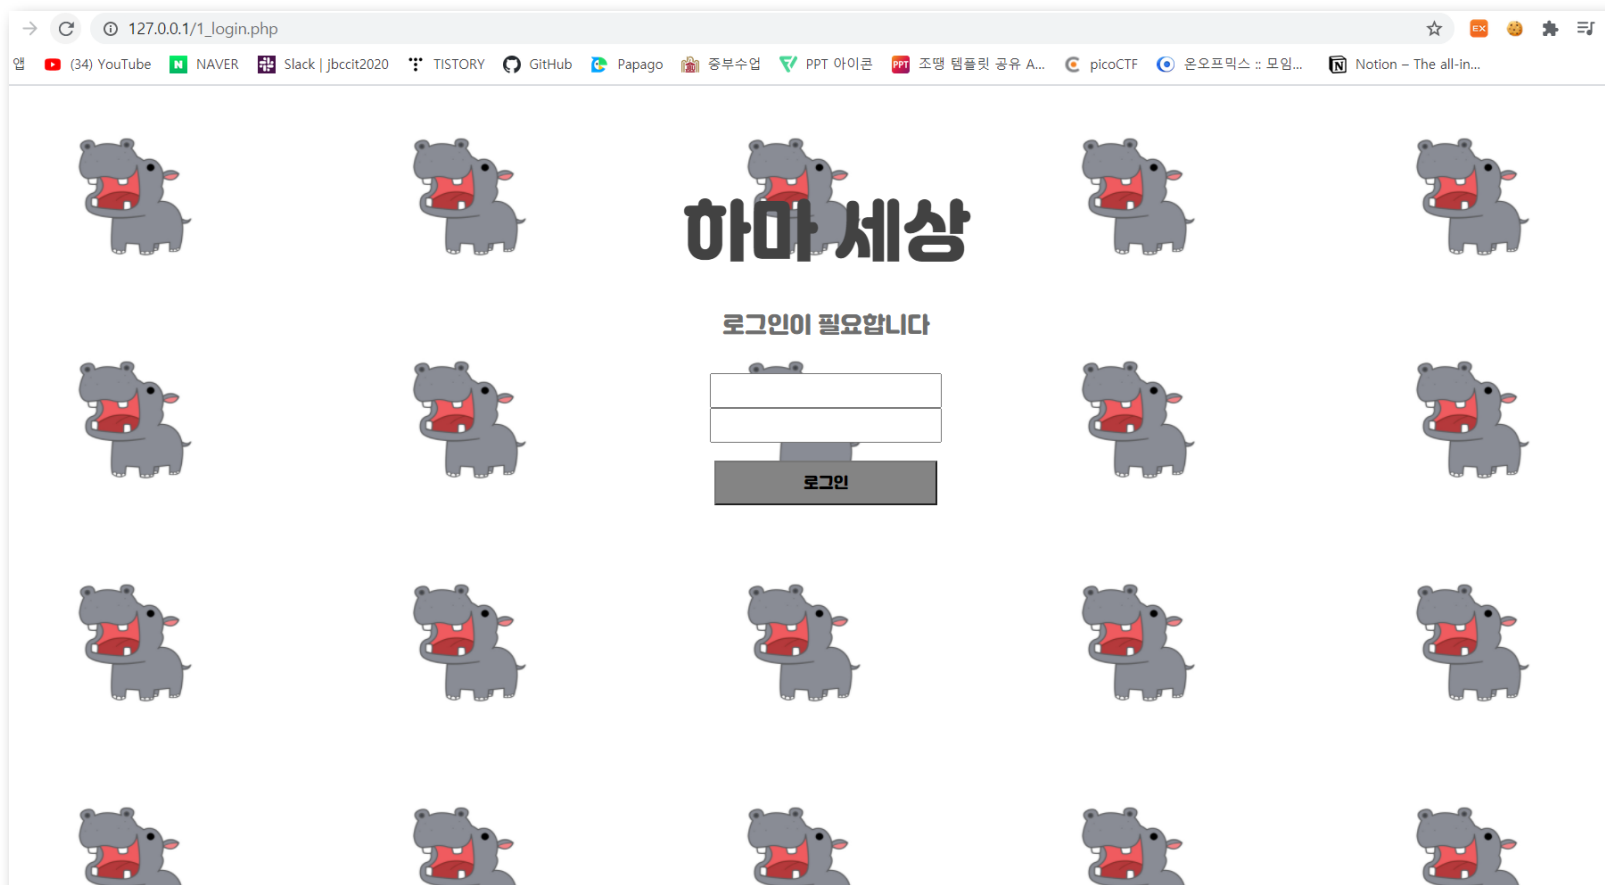 127.0.0.1/1_login.php
EX
앱 (34) YouTube N NAVER Slack | jbccit2020 TISTORY GitHub Papago 중부수업 PPT 아이콘 PPT 조땡 템플릿 공유 A... picoCTF 온오프믹스 :: 모임... Notion – The all-in...
하마 세상
로그인이 필요합니다
로그인